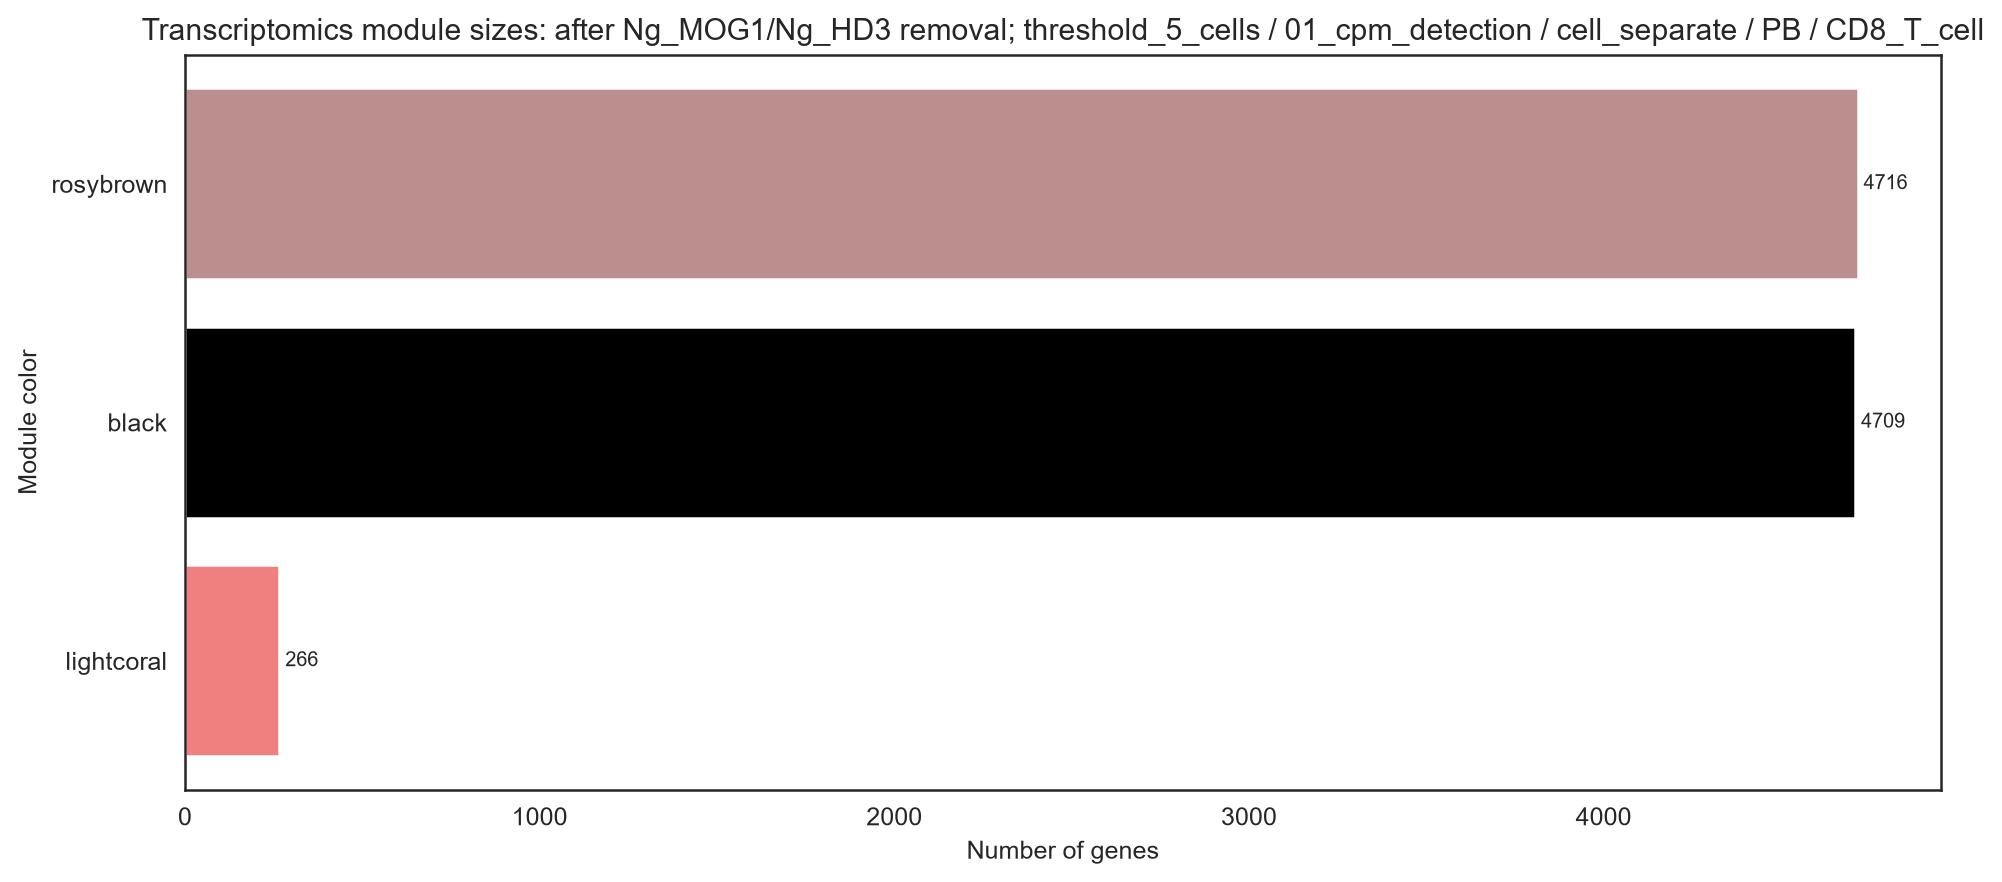 Transcriptomics module sizes: after Ng_MOG1/Ng_HD3 removal; threshold_5_cells / 01_cpm_detection / cell_separate / PB / CD8_T_cell
rosybrown
4716
black
4709
lightcoral
266
Module color
0 1000 2000 3000 4000
Number of genes